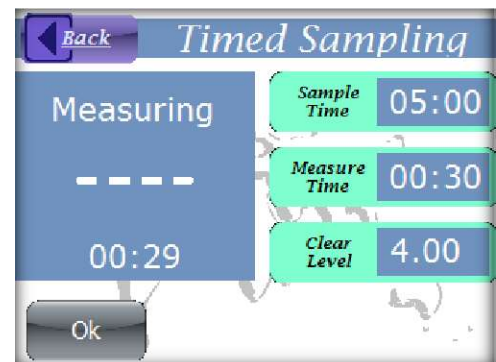 Back
Timed Sampling
Measuring
----
00:29
Sample
Time
05:00
Measure
Time
00:30
Clear
Level
4.00
Ok